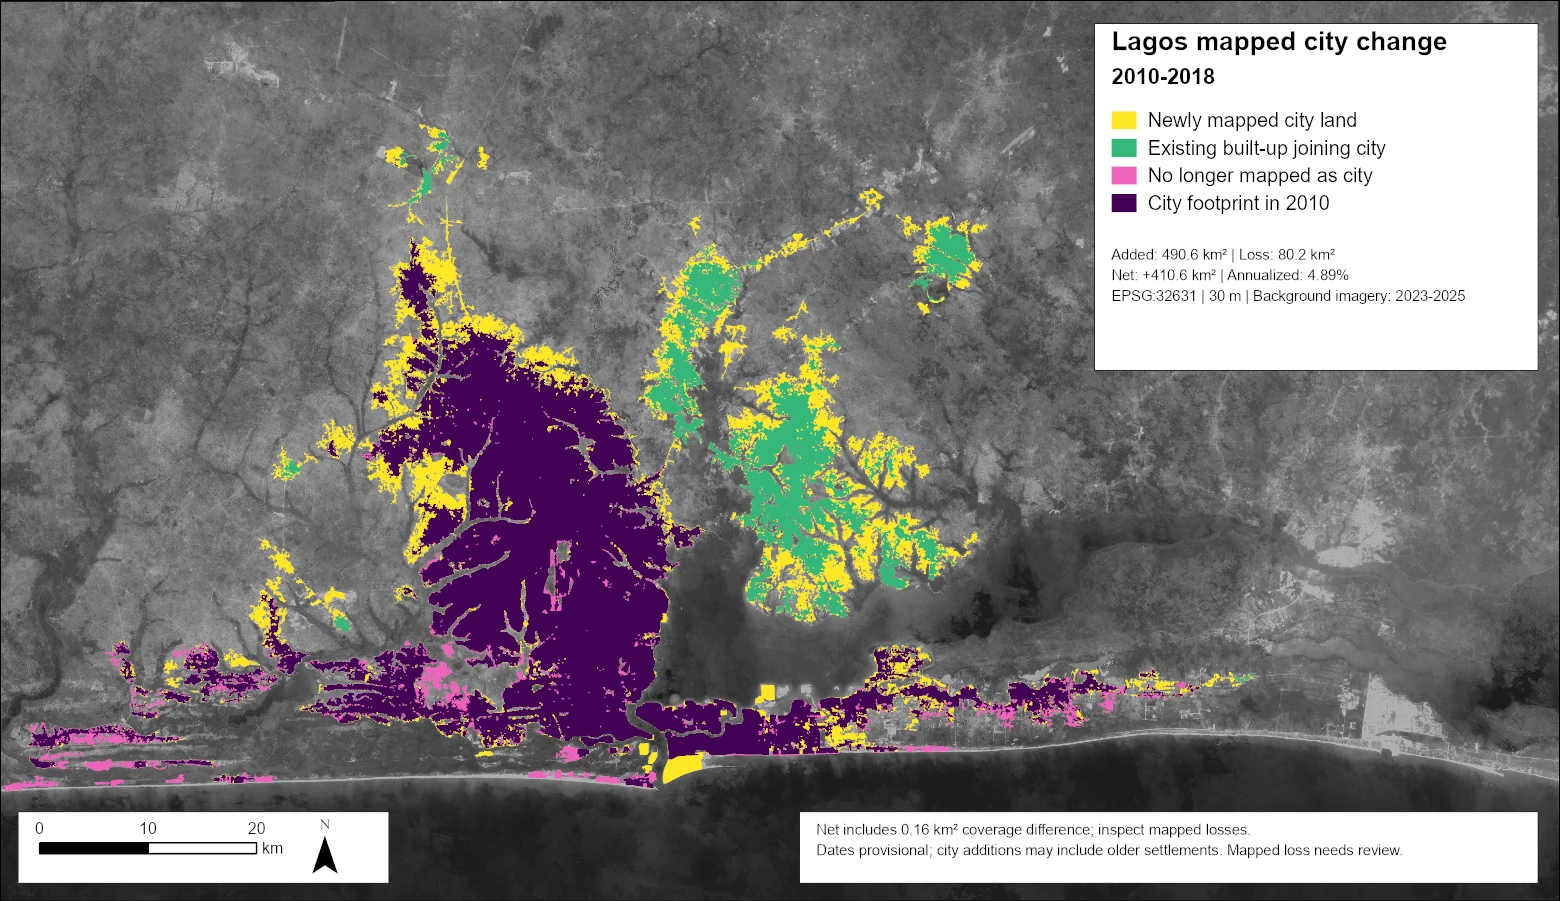 Lagos mapped city change
2010-2018
Newly mapped city land
Existing built-up joining city
No longer mapped as city
City footprint in 2010
Added: 490.6 km² | Loss: 80.2 km²
Net: +410.6 km² | Annualized: 4.89%
EPSG:32631 | 30 m | Background imagery: 2023-2025
0 10 20
km
N
Net includes 0.16 km² coverage difference; inspect mapped losses.
Dates provisional; city additions may include older settlements. Mapped loss needs review.